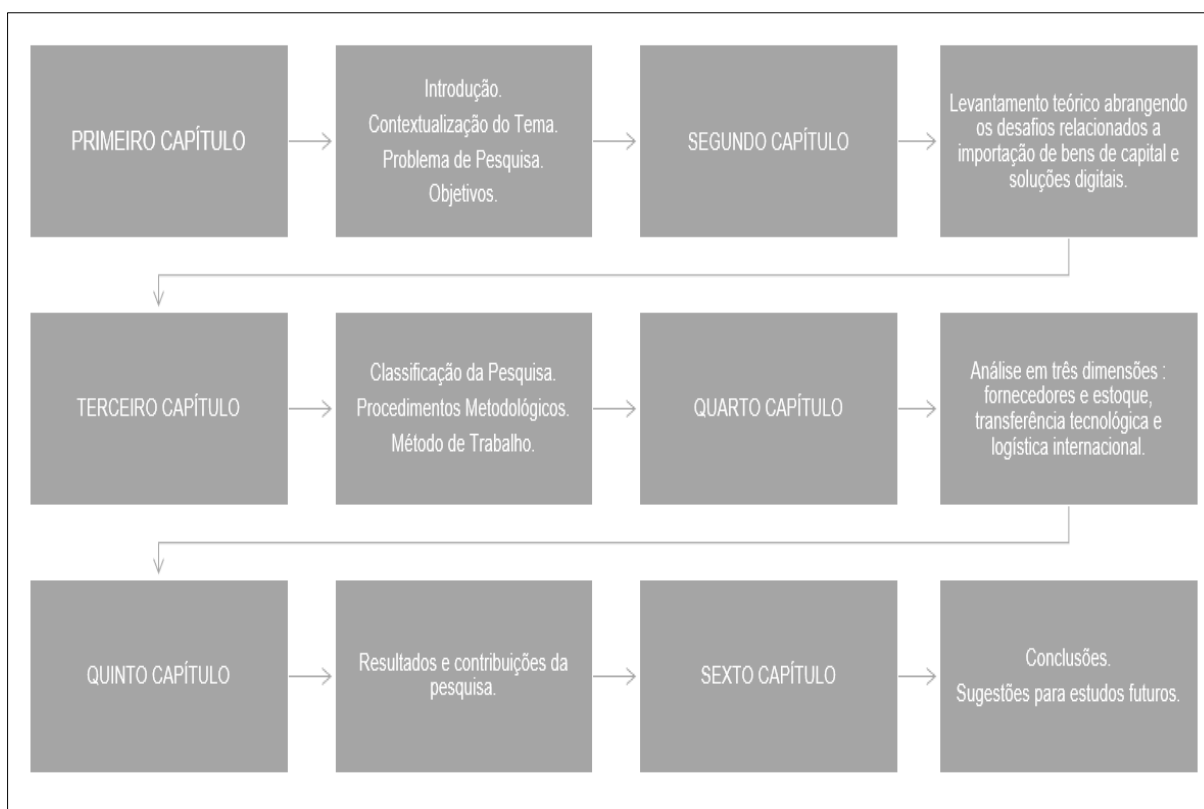 PRIMEIRO CAPÍTULO
Introdução.
Contextualização do Tema.
Problema de Pesquisa.
Objetivos.
SEGUNDO CAPÍTULO
Levantamento teórico abrangendo
os desafios relacionados a
importação de bens de capital e
soluções digitais.
TERCEIRO CAPÍTULO
Classificação da Pesquisa.
Procedimentos Metodológicos.
Método de Trabalho.
QUARTO CAPÍTULO
Análise em três dimensões :
fornecedores e estoque,
transferência tecnológica e
logística internacional.
QUINTO CAPÍTULO
Resultados e contribuições da
pesquisa.
SEXTO CAPÍTULO
Conclusões.
Sugestões para estudos futuros.